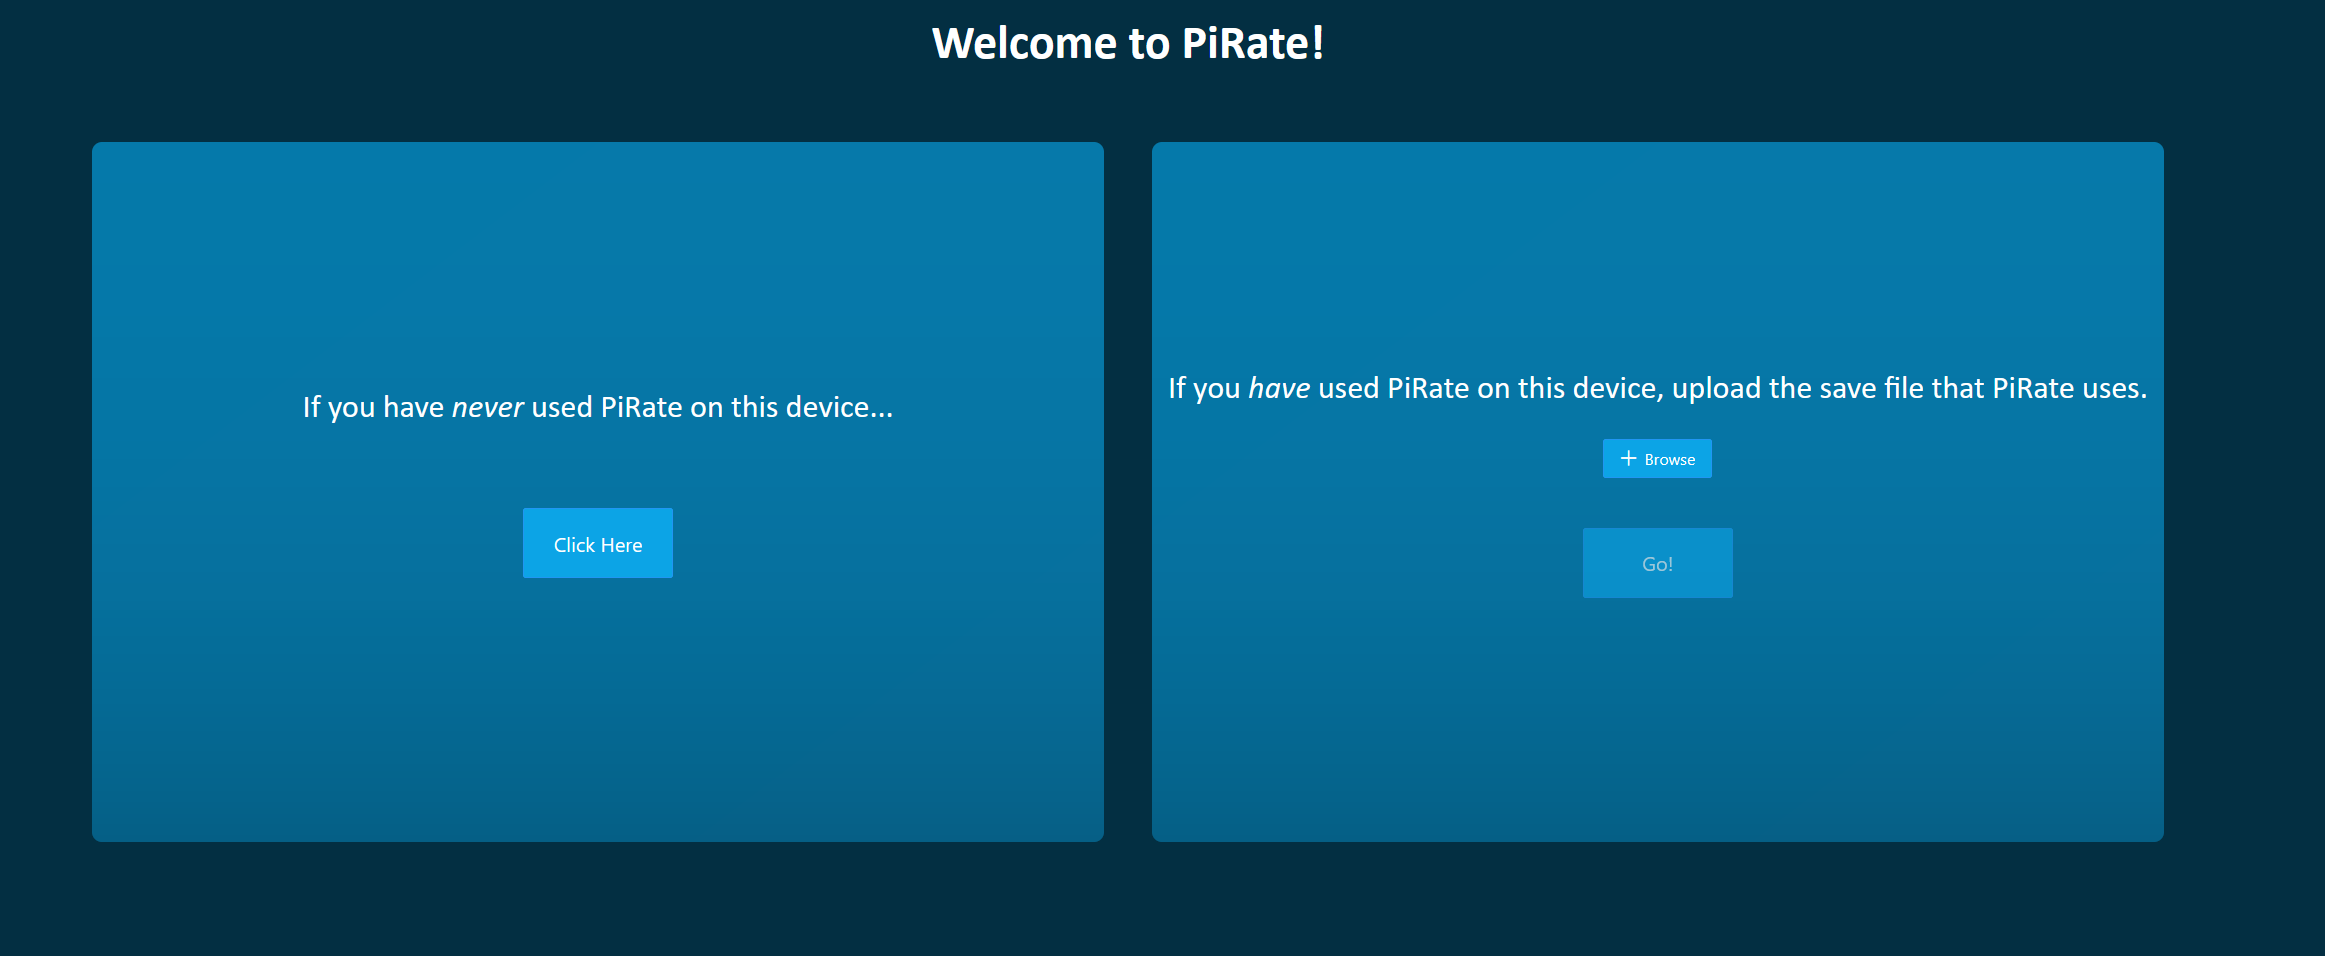 Welcome to PiRate!
If you have never used PiRate on this device...
Click Here
If you have used PiRate on this device, upload the save file that PiRate uses.
+ Browse
Go!